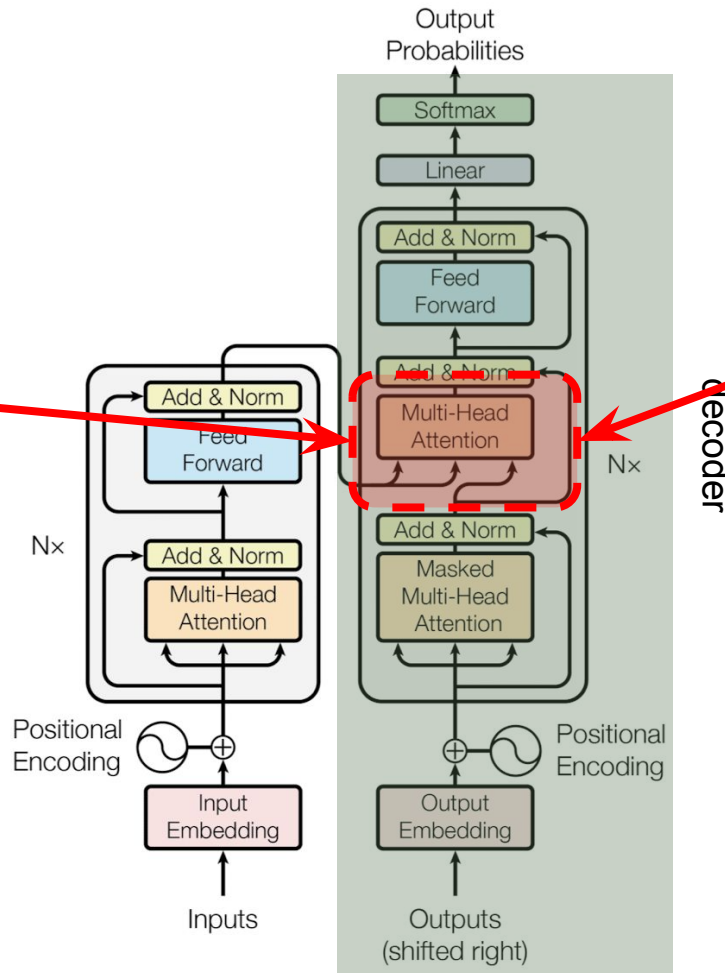 Output
Probabilities
Softmax
Linear
Add & Norm
Feed
Forward
Add & Norm
Multi-Head
Attention
Nx
Add & Norm
Masked
Multi-Head
Attention
Positional
Encoding
Output
Embedding
Outputs
(shifted right)
decoder
Add & Norm
Feed
Forward
Nx
Add & Norm
Multi-Head
Attention
Positional
Encoding
Input
Embedding
Inputs